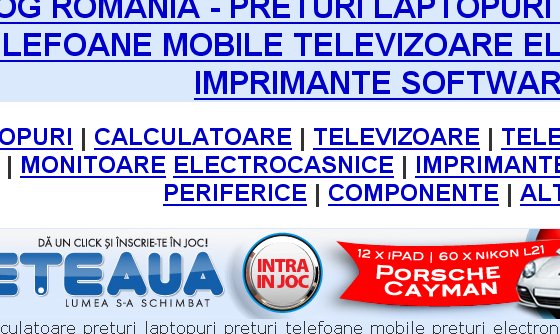 OG ROMANIA - PRETURI LAPTOPURI
ELEFOANE MOBILE TELEVIZOARE EL
IMPRIMANTE SOFTWAR
OPURI | CALCULATOARE | TELEVIZOARE | TELE
| MONITOARE ELECTROCASNICE | IMPRIMANTE
PERIFERICE | COMPONENTE | ALT
DĂ UN CLICK ȘI ÎNSCRIE-TE ÎN JOC!
ETEAUA
LUMEA S-A SCHIMBAT
INTRA
IN JOC
12 x iPAD | 60 x NIKON L21
PORSCHE
CAYMAN
culatoare preturi laptopuri preturi telefoane mobile preturi electron